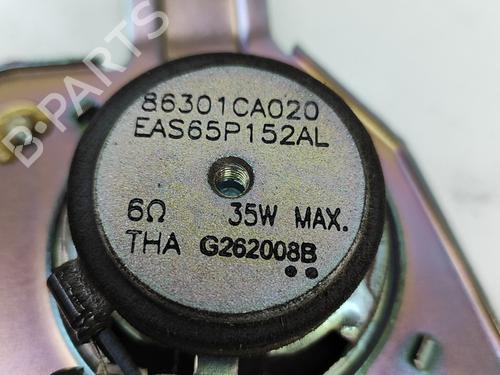 B-PARTS
86301CA020
EAS65P152AL
6Ω 35W MAX.
THA G262008B